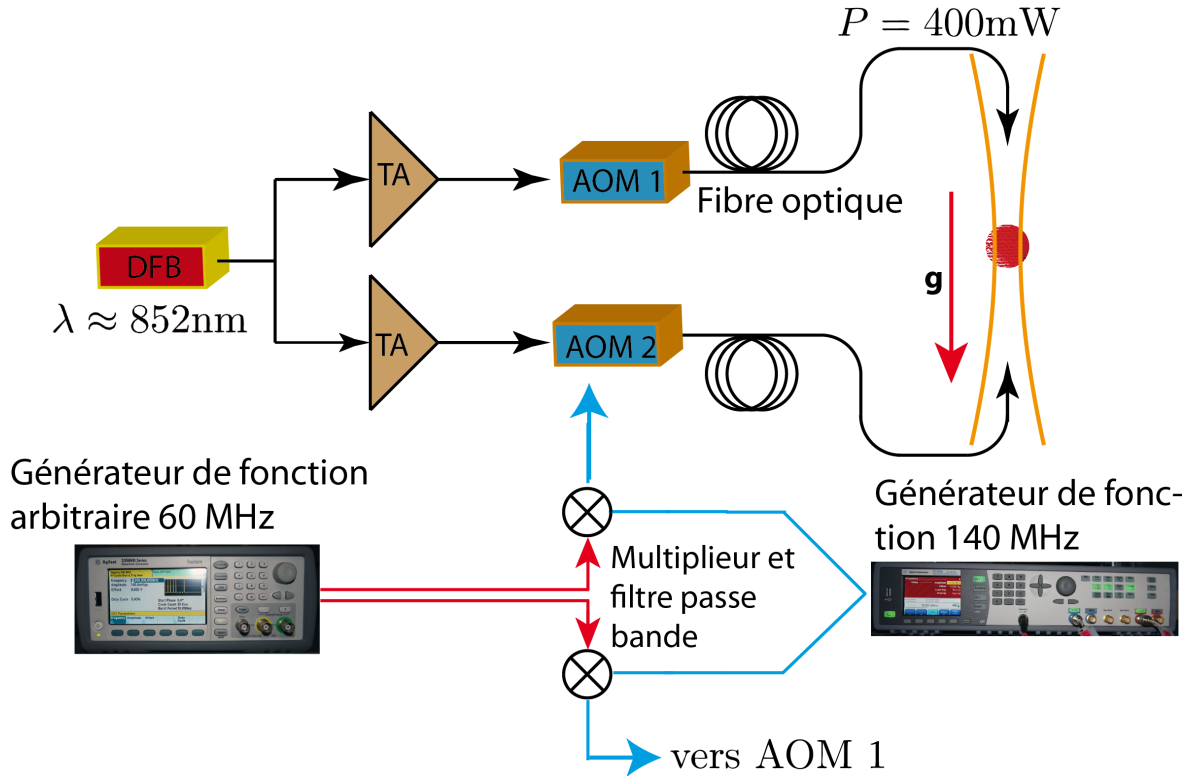 P = 400mW
TA
AOM 1
Fibre optique
DFB
λ ≈ 852nm
g
TA
AOM 2
Générateur de fonction
arbitraire 60 MHz
Générateur de fonc-
tion 140 MHz
Multiplieur et
filtre passe
bande
Agilent
vers AOM 1